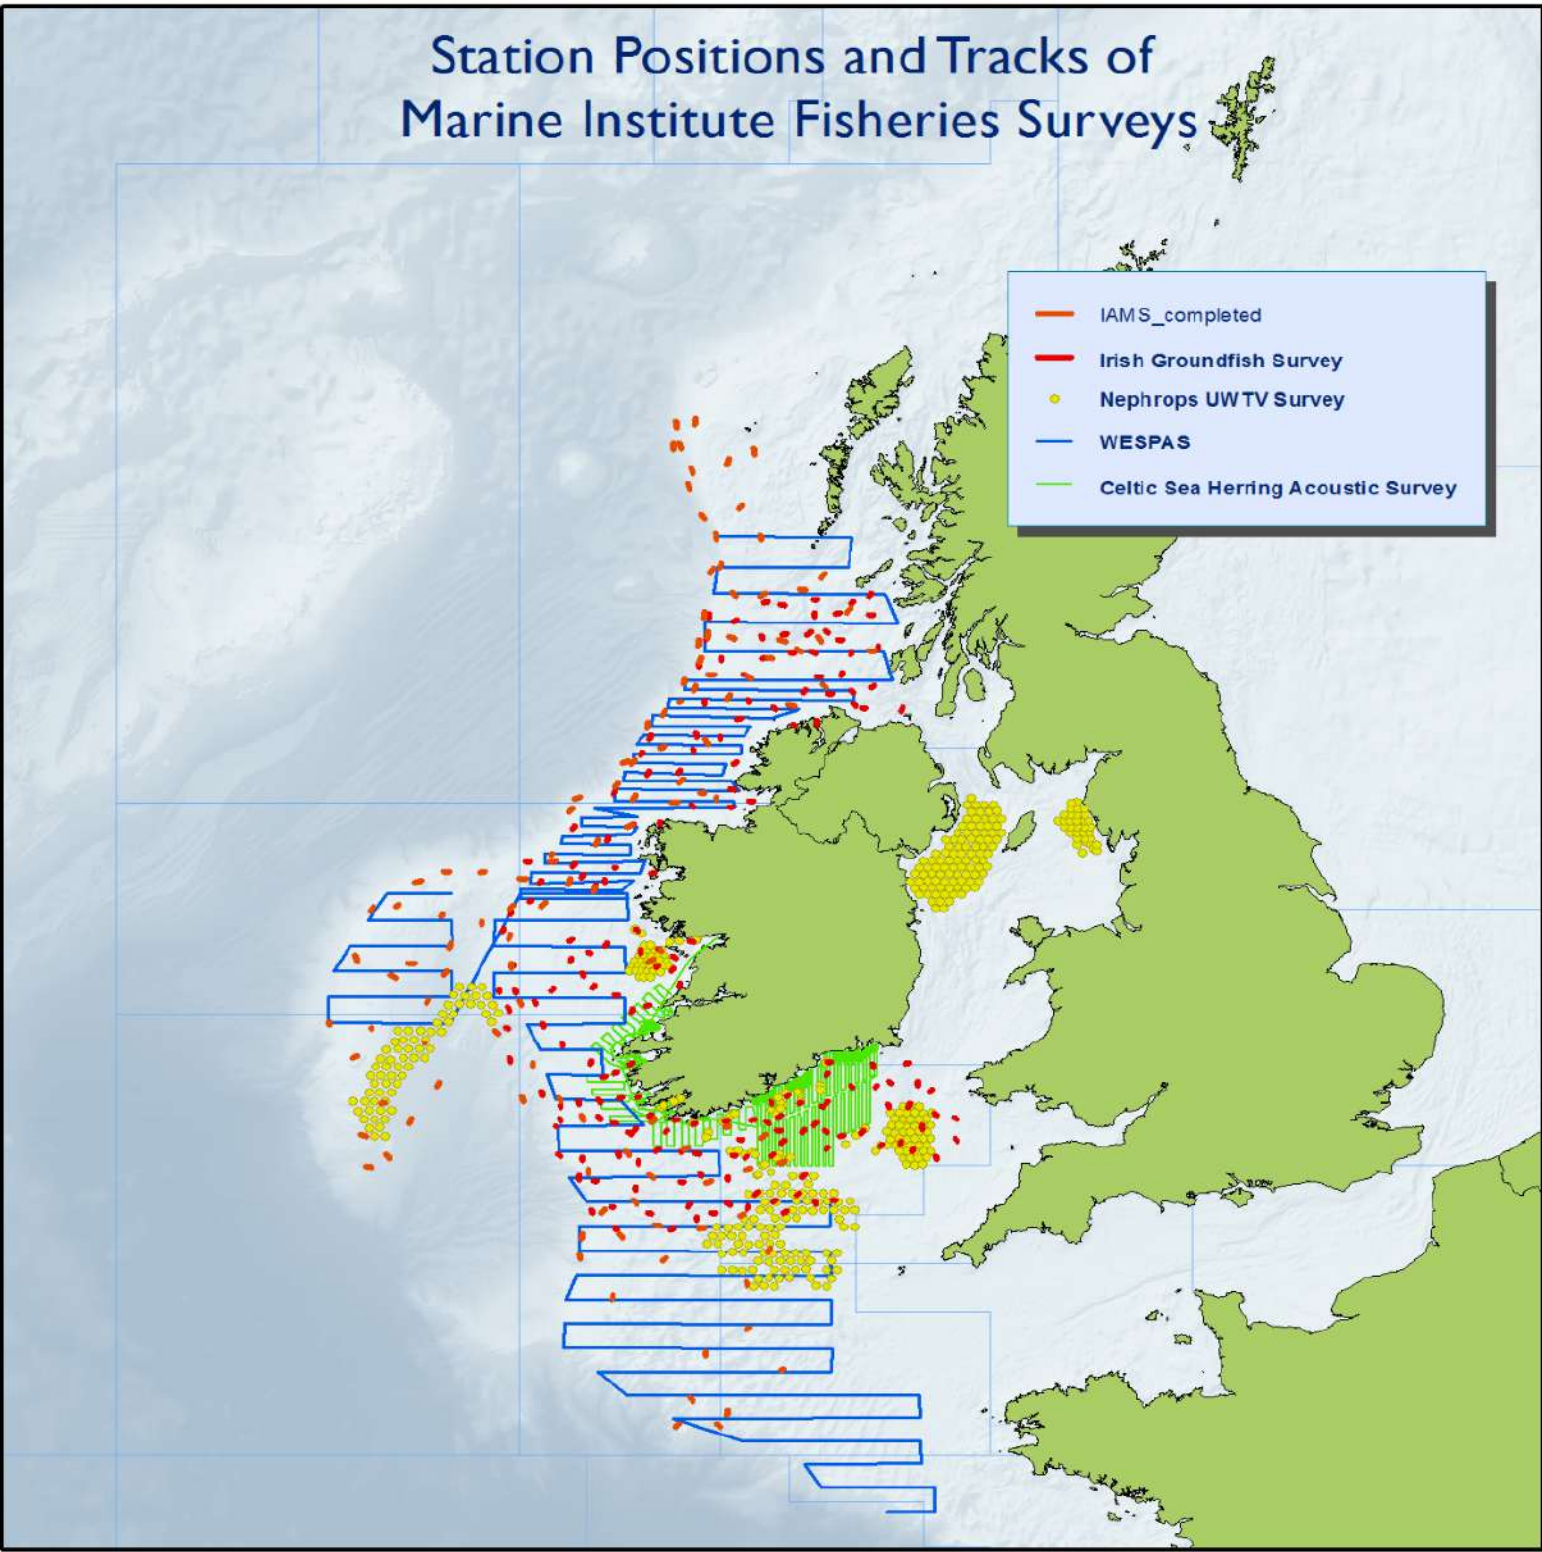 Station Positions and Tracks of
Marine Institute Fisheries Surveys
IAMS_completed
Irish Groundfish Survey
Nephrops UWTV Survey
WESPAS
Celtic Sea Herring Acoustic Survey